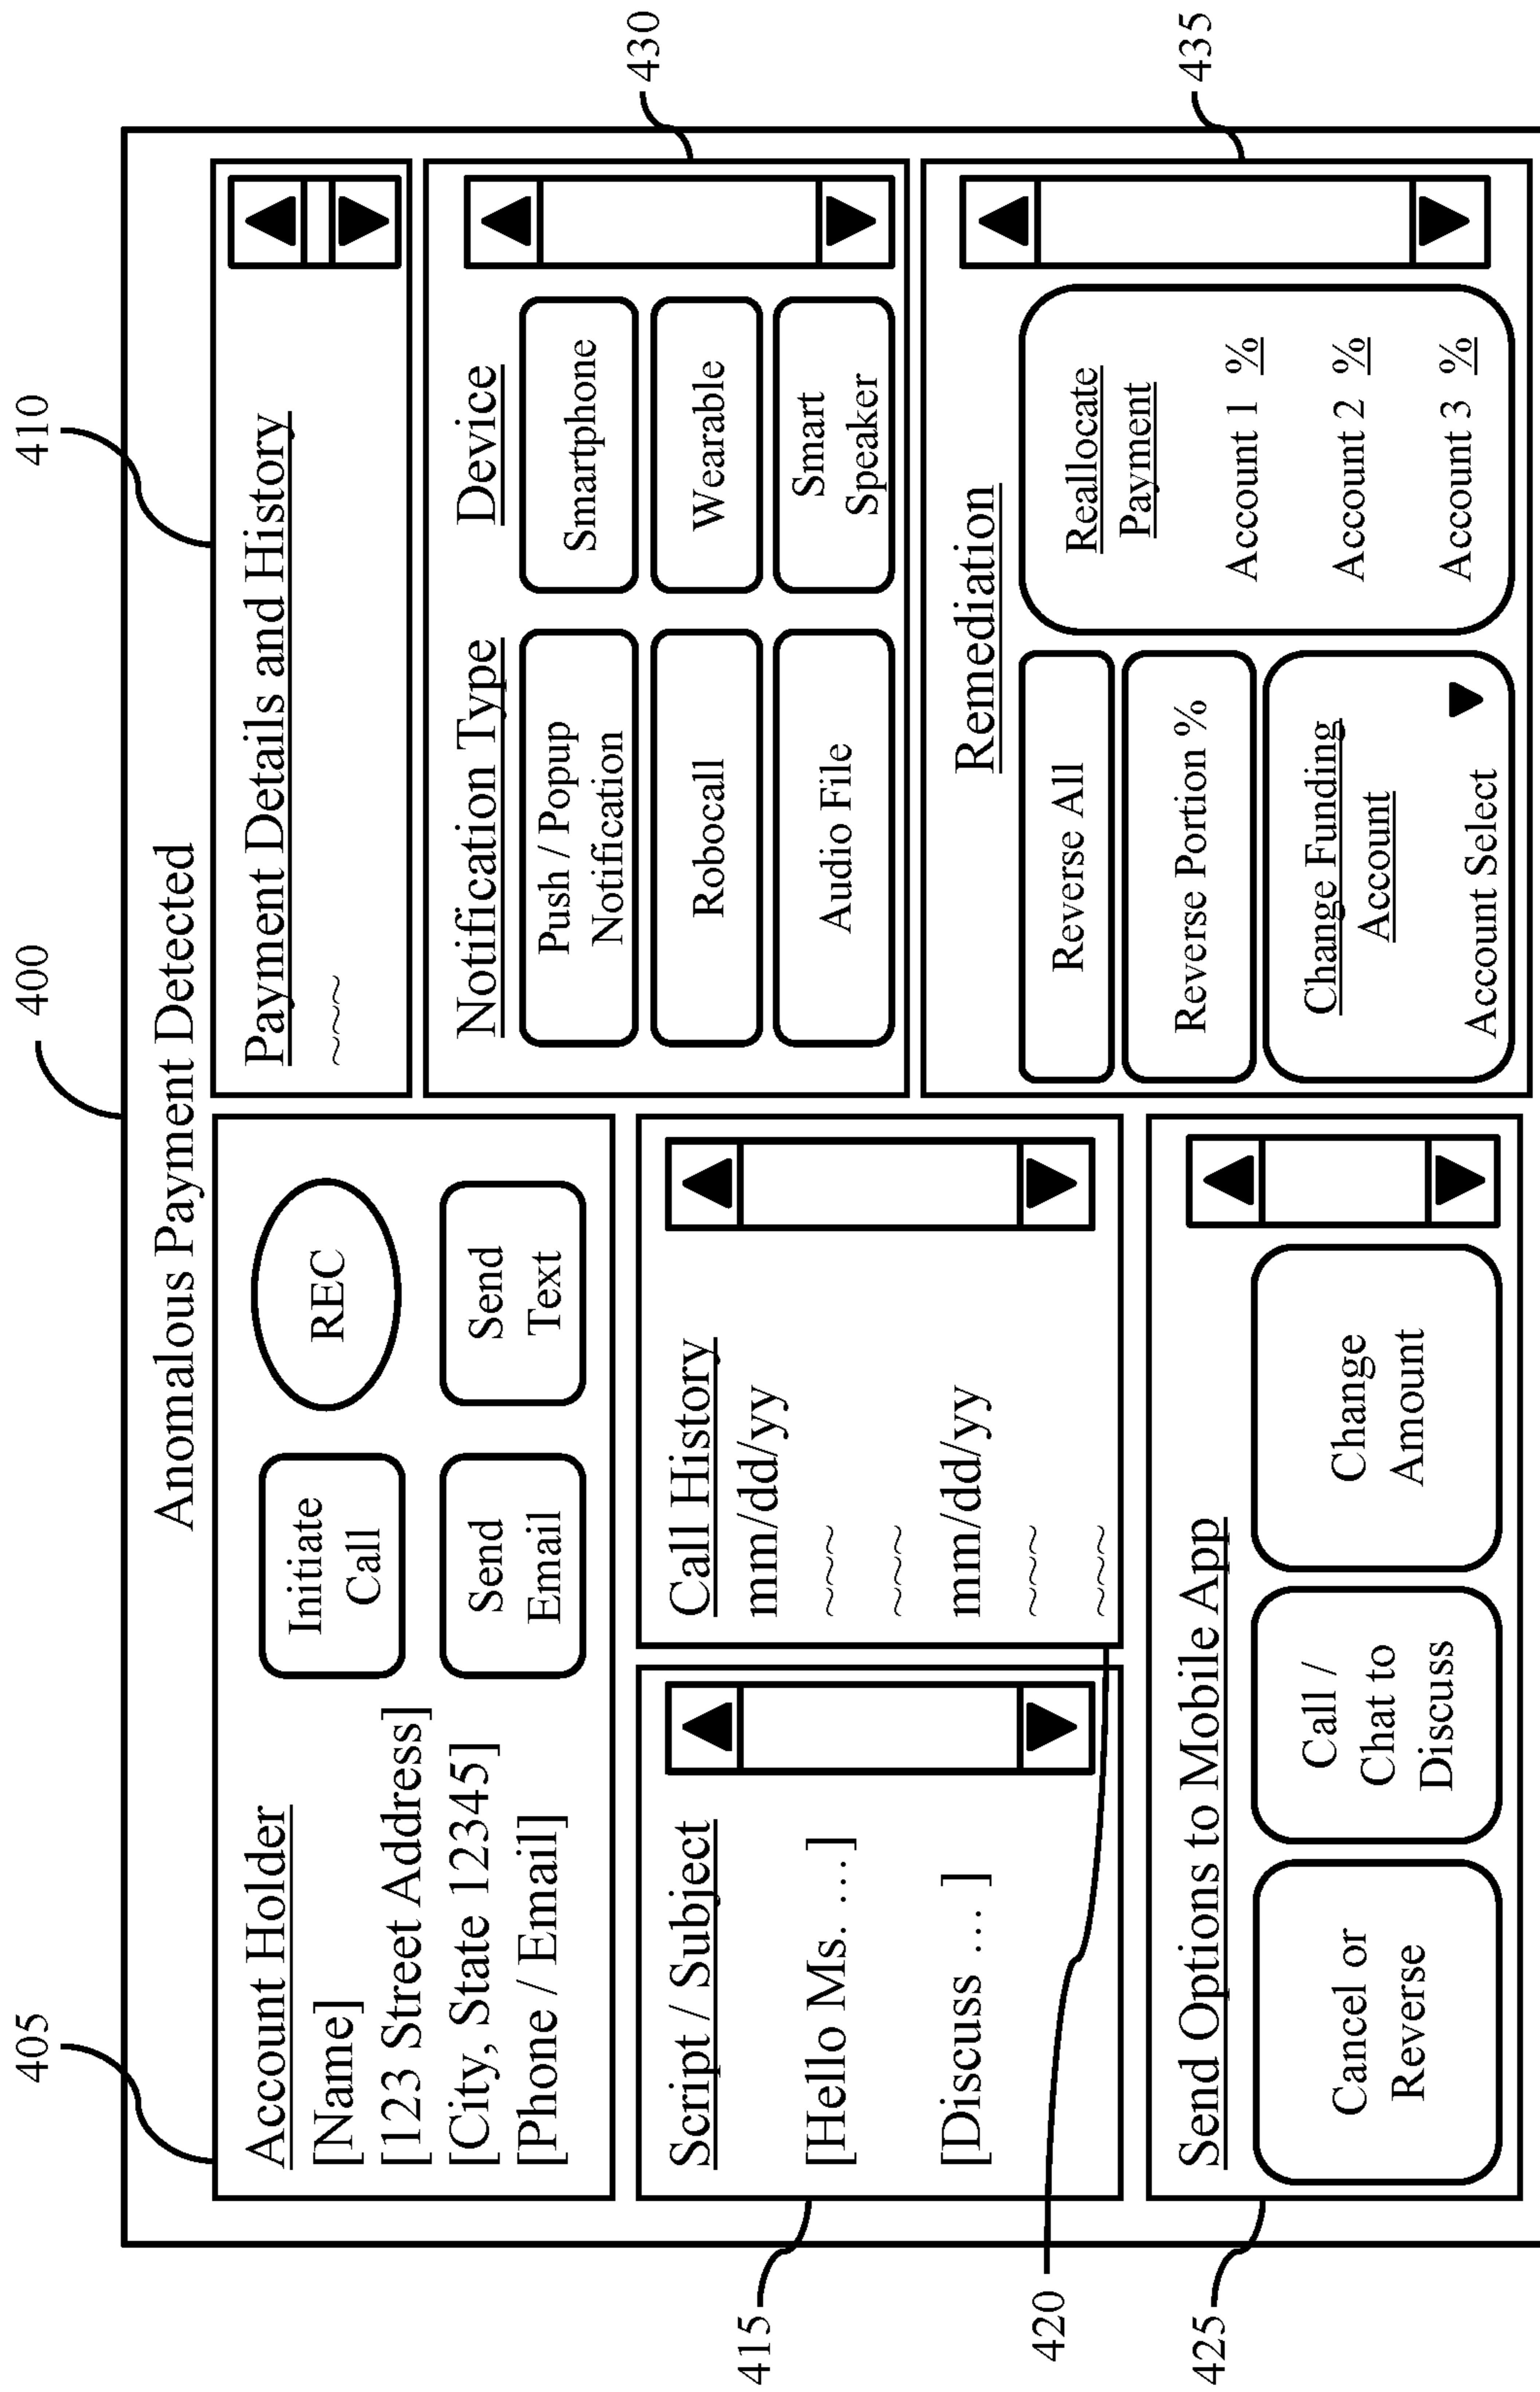 400
405
410
Anomalous Payment Detected
Account Holder
[Name]
[123 Street Address]
[City, State 12345]
[Phone / Email]
Initiate
Call
REC
Send
Email
Send
Text
Payment Details and History
~~~
415
Script / Subject
[Hello Ms. ...]
[Discuss ... ]
420
Call History
mm/dd/yy
~~~
~~~
mm/dd/yy
~~~
~~~
430
Notification Type
Push / Popup
Notification
Robocall
Audio File
Device
Smartphone
Wearable
Smart
Speaker
425
Send Options to Mobile App
Cancel or
Reverse
Call /
Chat to
Discuss
Change
Amount
435
Remediation
Reverse All
Reverse Portion %
Change Funding
Account
Account Select
Reallocate
Payment
Account 1 %
Account 2 %
Account 3 %